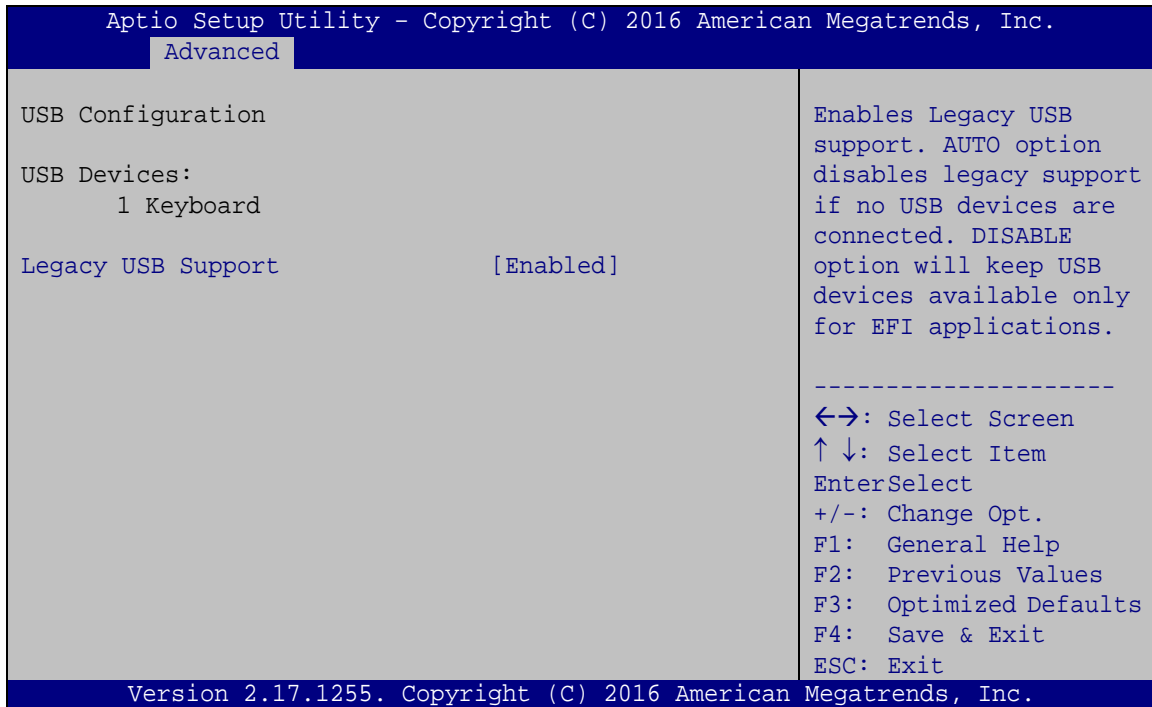 Aptio Setup Utility – Copyright (C) 2016 American Megatrends, Inc.
Advanced
USB Configuration
USB Devices:
1 Keyboard
Legacy USB Support [Enabled]
Enables Legacy USB
support. AUTO option
disables legacy support
if no USB devices are
connected. DISABLE
option will keep USB
devices available only
for EFI applications.
----------------------
←→: Select Screen
↑ ↓: Select Item
EnterSelect
+/-: Change Opt.
F1: General Help
F2: Previous Values
F3: Optimized Defaults
F4: Save & Exit
ESC: Exit
Version 2.17.1255. Copyright (C) 2016 American Megatrends, Inc.